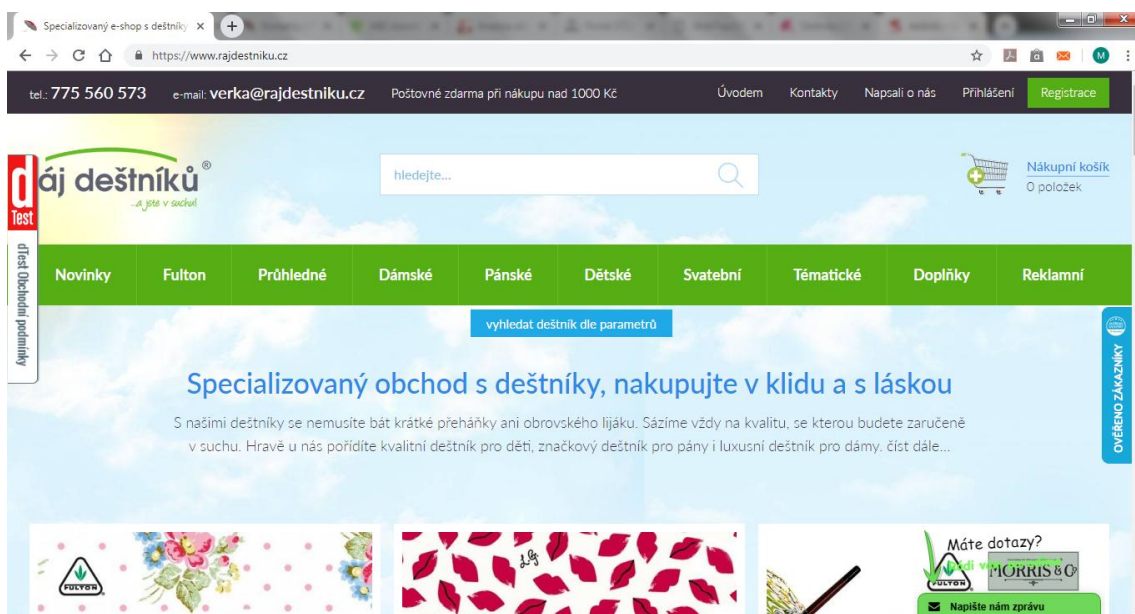 Specializovaný e-shop s deštníky
https://www.rajdestniku.cz
tel.: 775 560 573 e-mail: verka@rajdestniku.cz Poštovné zdarma při nákupu nad 1000 Kč Úvodem Kontakty Napsali o nás Přihlášení Registrace
áj deštníků®
...a jste v suchu!
hledejte...
Nákupní košík
0 položek
dTest
dTest Obchodní podmínky
Novinky Fulton Průhledné Dámské Pánské Dětské Svatební Tématické Doplňky Reklamní
vyhledat deštník dle parametrů
OVĚŘENO ZÁKAZNÍKY
Specializovaný obchod s deštníky, nakupujte v klidu a s láskou
S našimi deštníky se nemusíte bát krátké přeháňky ani obrovského lijáku. Sázíme vždy na kvalitu, se kterou budete zaručeně
v suchu. Hravě u nás pořídíte kvalitní deštník pro děti, značkový deštník pro pány i luxusní deštník pro dámy. číst dále...
FULTON
Máte dotazy?
FULTON
MORRIS & Co
Napište nám zprávu